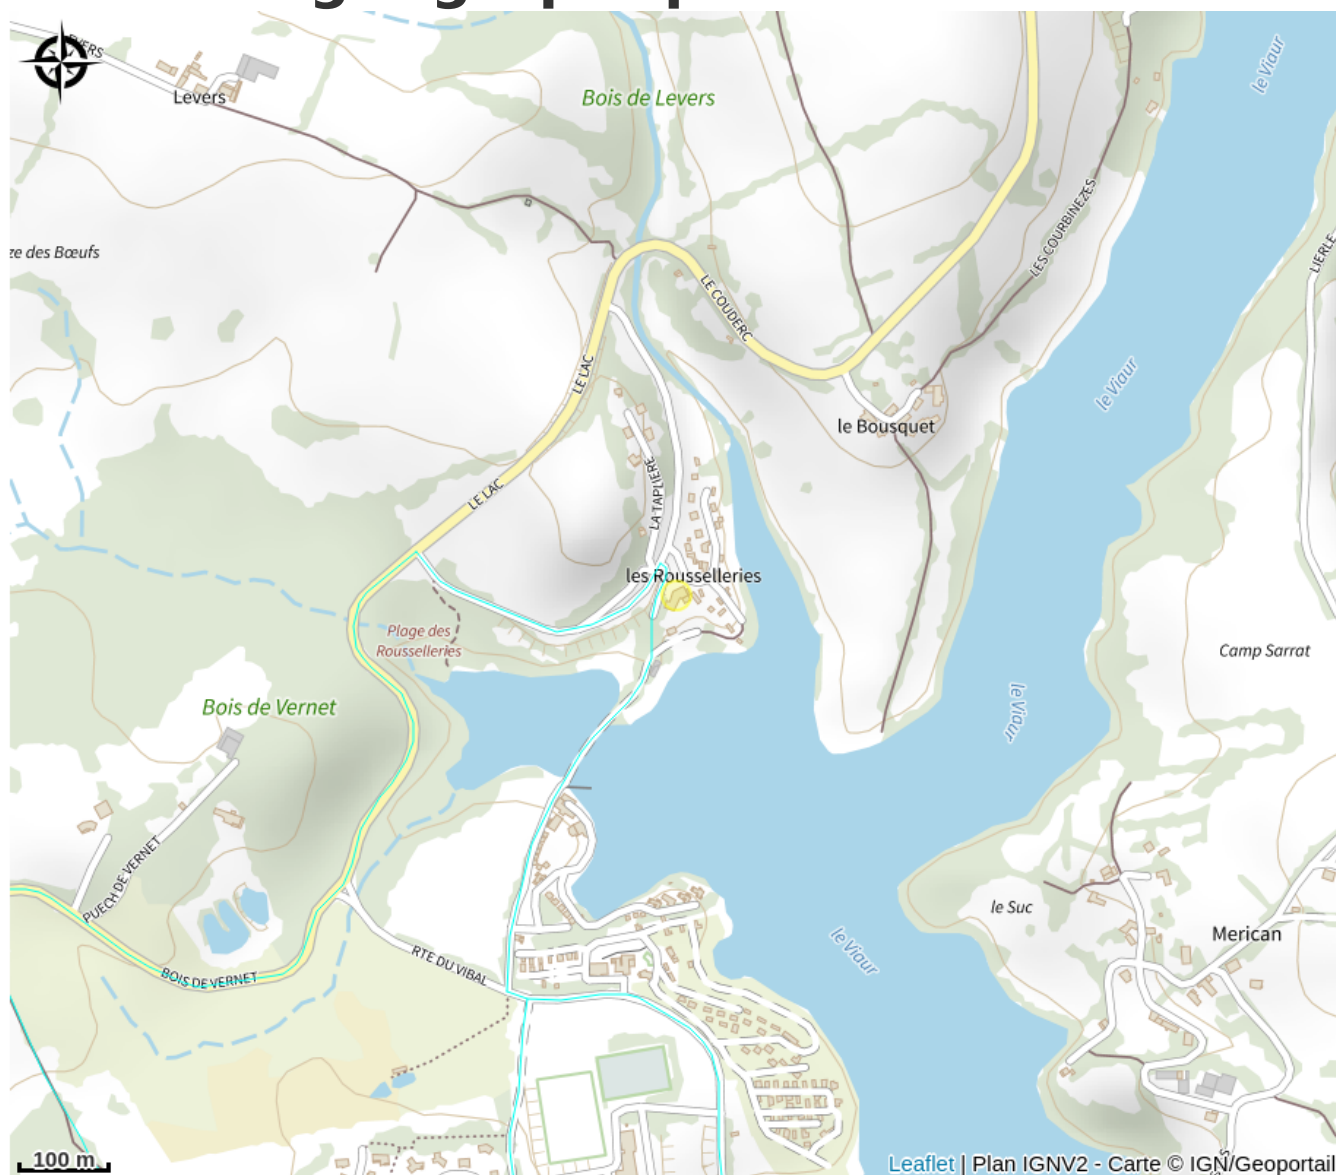 le Viaur
Levers
Bois de Levers
LES COURBINEZES
LIERLE
ze des Bœufs
LE COUDERC
LE LAC
le Viaur
le Bousquet
LA TAPLIERE
LE LAC
les Rousselleries
Plage des
Rousselleries
Camp Sarrat
le Viaur
Bois de Vernet
PUECH DE VERNET
le Suc
Merican
le Viaur
RTE DU VIBAL
BOIS DE VERNET
100 m
Leaflet | Plan IGNV2 - Carte © IGN/Geoportail